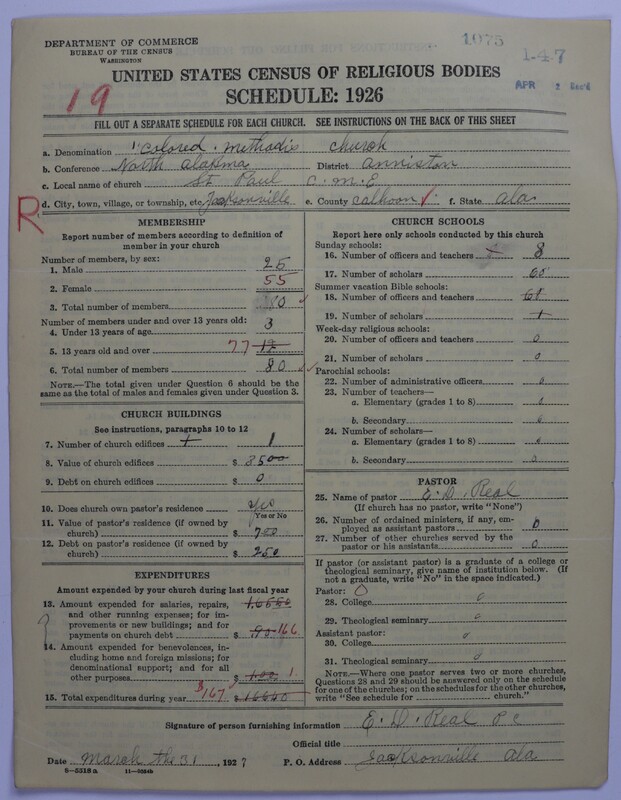 DEPARTMENT OF COMMERCE
BUREAU OF THE CENSUS
WASHINGTON
1075
1-4-7
APR 2 Rec'd
19
UNITED STATES CENSUS OF RELIGIOUS BODIES
SCHEDULE: 1926
FILL OUT A SEPARATE SCHEDULE FOR EACH CHURCH. SEE INSTRUCTIONS ON THE BACK OF THIS SHEET
a. Denomination Colored Methodis church
b. Conference North alabma District anniston
c. Local name of church St Paul C. M. E
R
d. City, town, village, or township, etc. Jacksonville e. County calhoon f. State Ala
MEMBERSHIP
Report number of members according to definition of
member in your church
Number of members, by sex:
1. Male 25
2. Female 55
3. Total number of members 80
Number of members under and over 13 years old:
4. Under 13 years of age 3
5. 13 years old and over 77 12
6. Total number of members 80
NOTE.—The total given under Question 6 should be
the same as the total of males and females given under Question 3.
CHURCH BUILDINGS
See instructions, paragraphs 10 to 12
7. Number of church edifices 1
8. Value of church edifices $ 3500
9. Debt on church edifices $ 0
10. Does church own pastor's residence yes
Yes or No
11. Value of pastor's residence (if owned by
church) $ 700
12. Debt on pastor's residence (if owned by
church) $ 250
EXPENDITURES
Amount expended by your church during last fiscal year
13. Amount expended for salaries, repairs,
and other running expenses; for im-
provements or new buildings; and for
payments on church debt $ 166
14. Amount expended for benevolences, in-
cluding home and foreign missions; for
denominational support; and for all
other purposes $ 1.00 1
15. Total expenditures during year $167 $
CHURCH SCHOOLS
Report here only schools conducted by this church
Sunday schools:
16. Number of officers and teachers 8
17. Number of scholars 60
Summer vacation Bible schools:
18. Number of officers and teachers
19. Number of scholars 1
Week-day religious schools:
20. Number of officers and teachers 0
21. Number of scholars 0
Parochial schools:
22. Number of administrative officers 0
23. Number of teachers—
a. Elementary (grades 1 to 8) 0
b. Secondary 0
24. Number of scholars—
a. Elementary (grades 1 to 8) 0
b. Secondary 0
PASTOR
25. Name of pastor E. D. Real
(If church has no pastor, write "None")
26. Number of ordained ministers, if any, em-
ployed as assistant pastors 0
27. Number of other churches served by the
pastor or his assistants 0
If pastor (or assistant pastor) is a graduate of a college or
theological seminary, give name of institution below. (If
not a graduate, write "No" in the space indicated.)
Pastor: 0
28. College 0
29. Theological seminary 0
Assistant pastor: 0
30. College
31. Theological seminary 0
NOTE.—Where one pastor serves two or more churches,
Questions 28 and 29 should be answered only on the schedule
for one of the churches; on the schedules for the other churches,
write "See schedule for church."
Signature of person furnishing information E. D. Real P C
Official title
Date March the 31, 1927 P. O. Address Jacksonville Ala
8—5518a 11—9024b